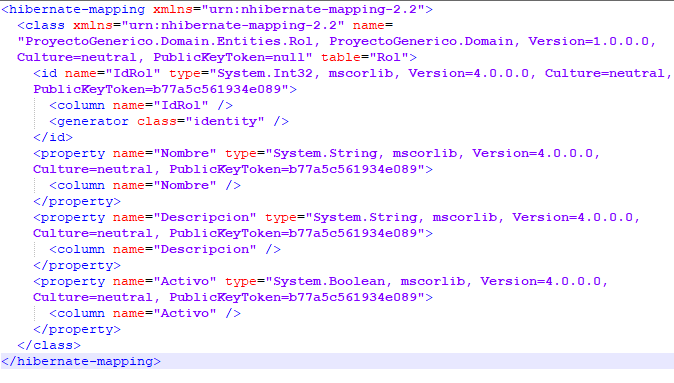 <hibernate-mapping xmlns="urn:nhibernate-mapping-2.2">
<class xmlns="urn:nhibernate-mapping-2.2" name=
"ProyectoGenerico.Domain.Entities.Rol, ProyectoGenerico.Domain, Version=1.0.0.0,
Culture=neutral, PublicKeyToken=null" table="Rol">
<id name="IdRol" type="System.Int32, mscorlib, Version=4.0.0.0, Culture=neutral,
PublicKeyToken=b77a5c561934e089">
<column name="IdRol" />
<generator class="identity" />
</id>
<property name="Nombre" type="System.String, mscorlib, Version=4.0.0.0,
Culture=neutral, PublicKeyToken=b77a5c561934e089">
<column name="Nombre" />
</property>
<property name="Descripcion" type="System.String, mscorlib, Version=4.0.0.0,
Culture=neutral, PublicKeyToken=b77a5c561934e089">
<column name="Descripcion" />
</property>
<property name="Activo" type="System.Boolean, mscorlib, Version=4.0.0.0,
Culture=neutral, PublicKeyToken=b77a5c561934e089">
<column name="Activo" />
</property>
</class>
</hibernate-mapping>